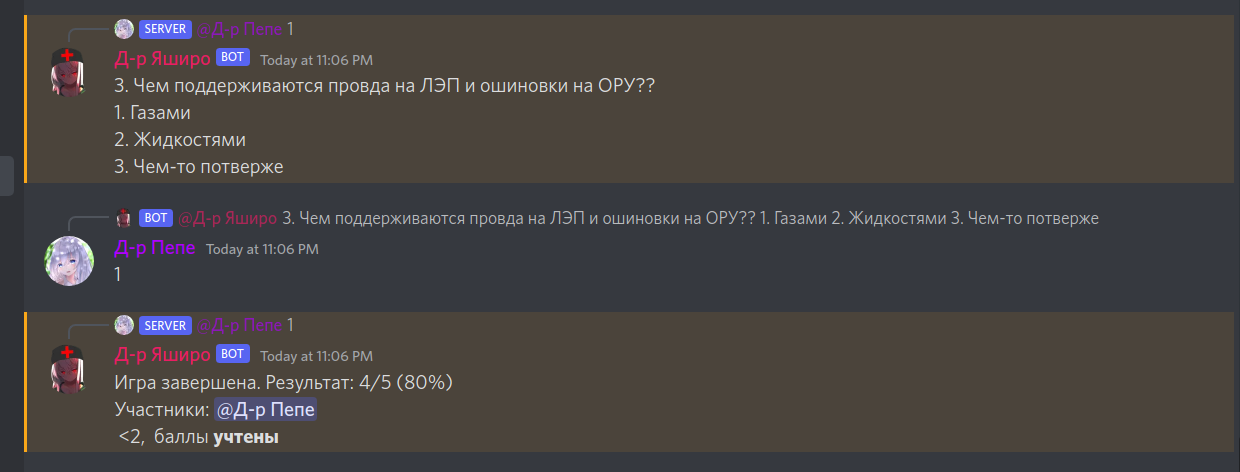 SERVER @Д-р Пепе 1
Д-р Яширо BOT Today at 11:06 PM
3. Чем поддерживаются провда на ЛЭП и ошиновки на ОРУ??
1. Газами
2. Жидкостями
3. Чем-то потверже
BOT @Д-р Яширо 3. Чем поддерживаются провда на ЛЭП и ошиновки на ОРУ?? 1. Газами 2. Жидкостями 3. Чем-то потверже
Д-р Пепе Today at 11:06 PM
1
SERVER @Д-р Пепе 1
Д-р Яширо BOT Today at 11:06 PM
Игра завершена. Результат: 4/5 (80%)
Участники: @Д-р Пепе
<2, баллы учтены